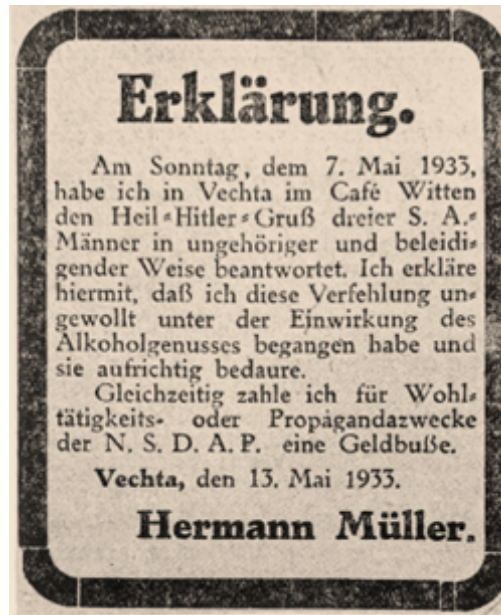 Erklärung.
Am Sonntag, dem 7. Mai 1933,
habe ich in Vechta im Café Witten
den Heil-Hitler-Gruß dreier S. A.-
Männer in ungehöriger und beleidi-
gender Weise beantwortet. Ich erkläre
hiermit, daß ich diese Verfehlung un-
gewollt unter der Einwirkung des
Alkoholgenusses begangen habe und
sie aufrichtig bedaure.
Gleichzeitig zahle ich für Wohl-
tätigkeits- oder Propagandazwecke
der N. S. D. A. P. eine Geldbuße.
Vechta, den 13. Mai 1933.
Hermann Müller.